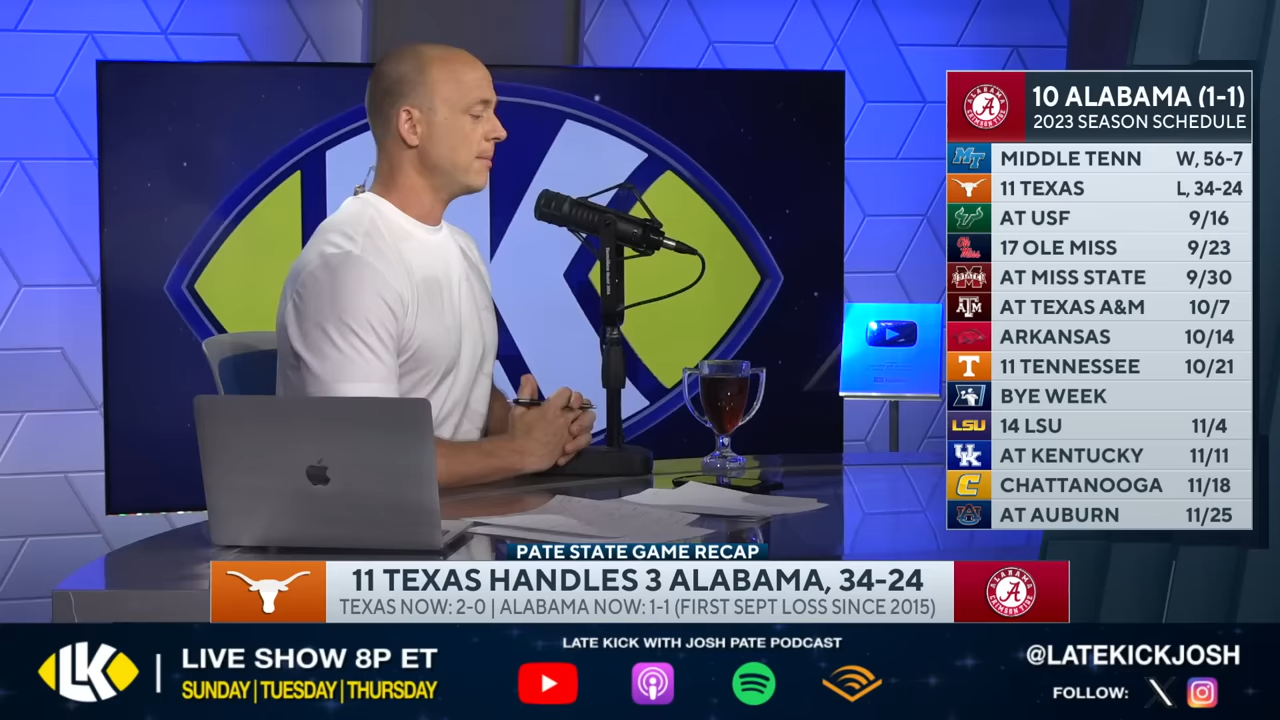 10 ALABAMA (1-1)
2023 SEASON SCHEDULE
MIDDLE TENN W, 56-7
11 TEXAS L, 34-24
AT USF 9/16
17 OLE MISS 9/23
AT MISS STATE 9/30
AT TEXAS A&M 10/7
ARKANSAS 10/14
11 TENNESSEE 10/21
BYE WEEK
14 LSU 11/4
AT KENTUCKY 11/11
CHATTANOOGA 11/18
AT AUBURN 11/25
PATE STATE GAME RECAP
11 TEXAS HANDLES 3 ALABAMA, 34-24
TEXAS NOW: 2-0 | ALABAMA NOW: 1-1 (FIRST SEPT LOSS SINCE 2015)
LK
LIVE SHOW 8P ET
SUNDAY | TUESDAY | THURSDAY
LATE KICK WITH JOSH PATE PODCAST
@LATEKICKJOSH
FOLLOW: